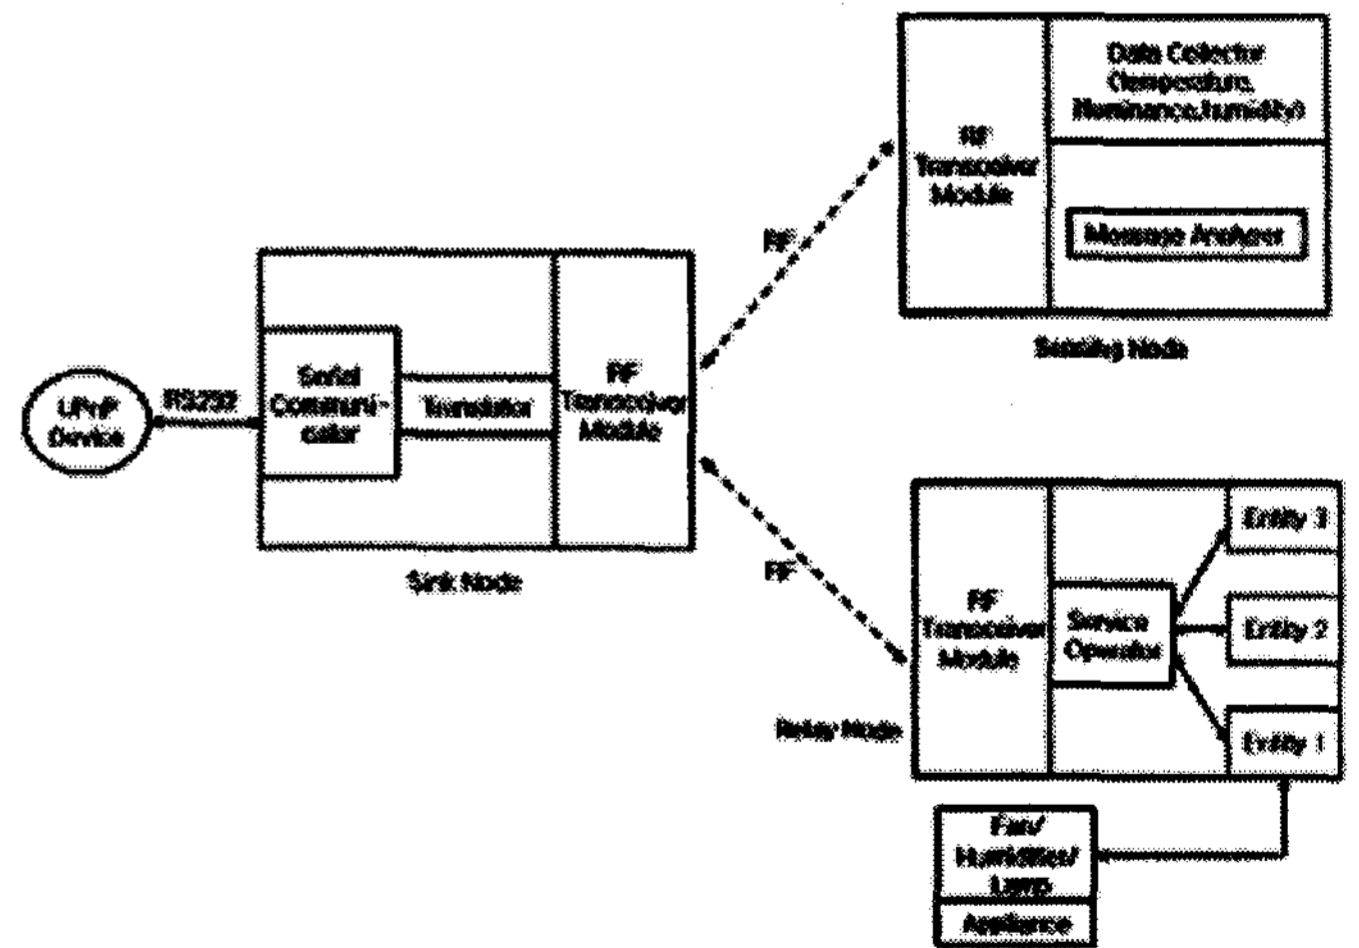 Data Collector
(temperature,
illuminance,humidity)
RF
Transceiver
Module
Message Analyzer
Sensing Node
RF
UPnP
Device
RS232
Serial
Communi-
cator
Translator
RF
Transceiver
Module
Sink Node
RF
RF
Transceiver
Module
Service
Operator
Entity 3
Entity 2
Entity 1
Relay Node
Fan/
Humidifier/
Lamp
Appliance